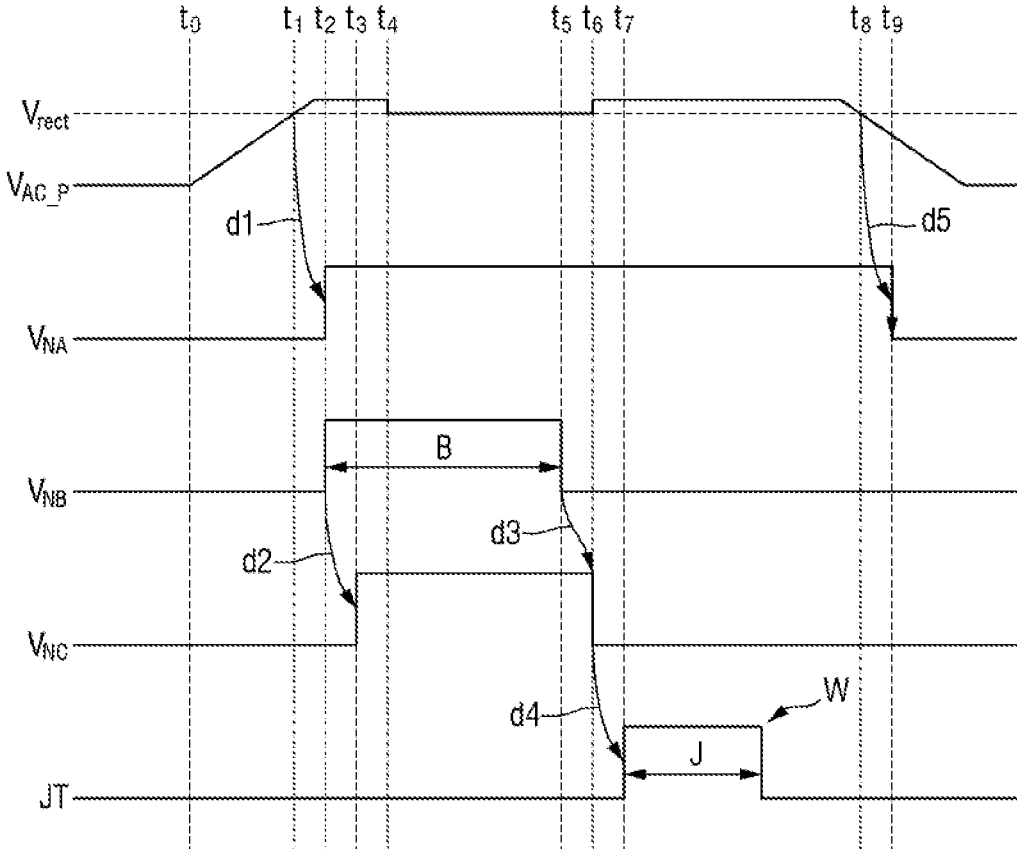 t₀ t₁ t₂ t₃ t₄ t₅ t₆ t₇ t₈ t₉
Vrect
VAC_P
d1 d5
VNA
B
VNB
d3
d2
VNC
W
d4
J
JT